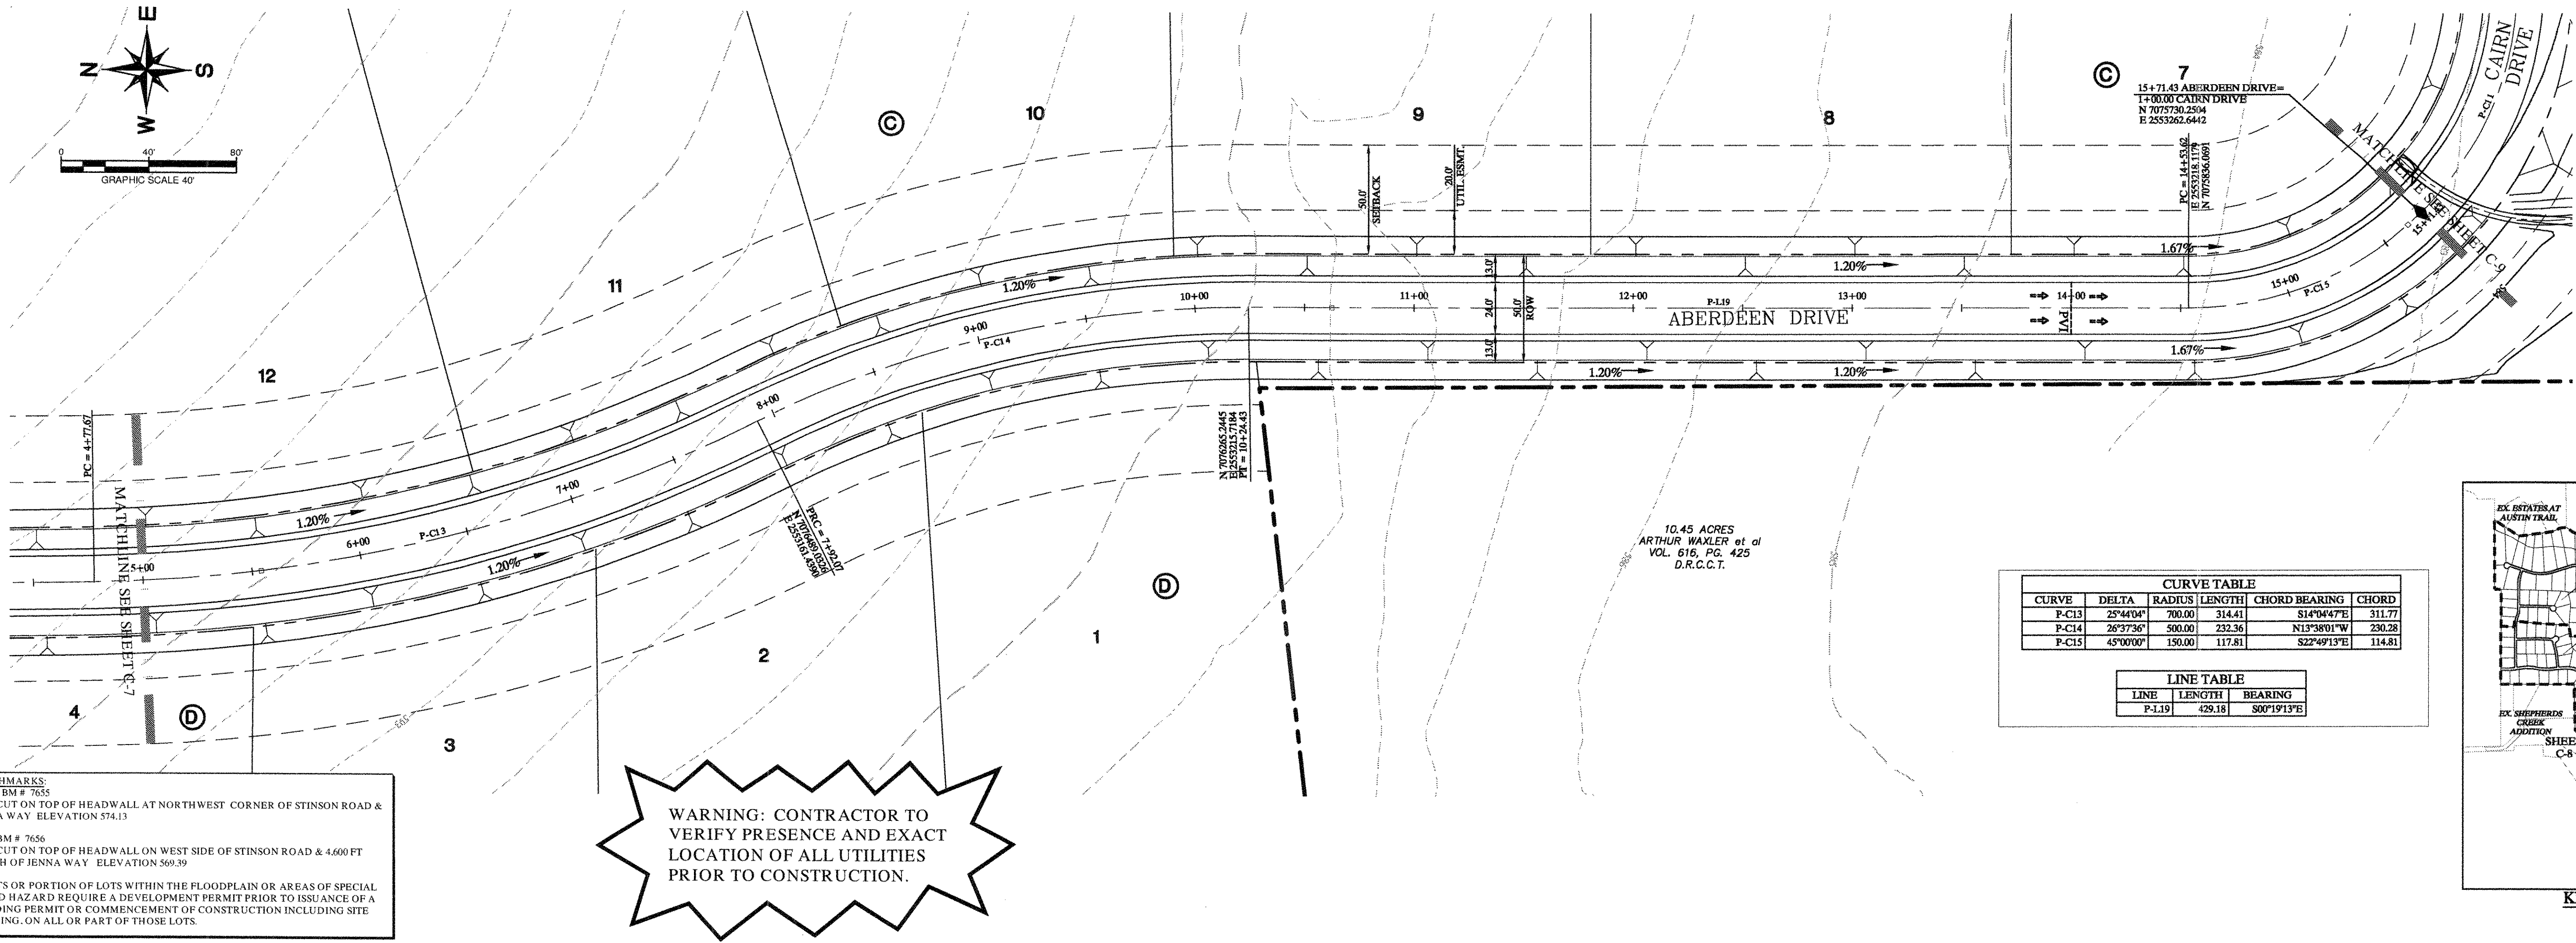 E
N
S
W
0
40'
80'
GRAPHIC SCALE 40'
C
10
9
8
C
7
15+71.43 ABERDEEN DRIVE=
1+00.00 CAIRN DRIVE
N 7075730.2504
E 2553262.6442
CAIRN
DRIVE
P-C11
MATCHLINE SEE SHEET C-9
PC = 14+53.62
E 2553218.1179
N 7075836.0691
50.0'
SETBACK
20.0'
UTIL. ESMT.
11
12
1.20%
1.20%
1.67%
13.0'
24.0'
13.0'
50.0'
ROW
10+00
11+00
12+00
P-L19
13+00
14+00
PVI
15+00
P-C15
ABERDEEN DRIVE
9+00
P-C14
8+00
7+00
P-C13
6+00
5+00
1.20%
1.20%
1.20%
1.20%
1.67%
PC = 4+77.67
MATCHLINE SEE SHEET C-7
PRC = 7+92.07
N 7076489.0326
E 2553161.4390
N 7076265.2445
E 2553215.7184
PT = 10+24.43
10.45 ACRES
ARTHUR WAXLER et al
VOL. 616, PG. 425
D.R.C.C.T.
D
1
2
3
4
D
593
596
595
CURVE TABLE
CURVE DELTA RADIUS LENGTH CHORD BEARING CHORD
P-C13 25°44'04" 700.00 314.41 S14°04'47"E 311.77
P-C14 26°37'36" 500.00 232.36 N13°38'01"W 230.28
P-C15 45°00'00" 150.00 117.81 S22°49'13"E 114.81
LINE TABLE
LINE LENGTH BEARING
P-L19 429.18 S00°19'13"E
EX. ESTATES AT
AUSTIN TRAIL
EX. SHEPHERDS
CREEK
ADDITION
SHEE
C-8
HMARKS:
BM # 7655
CUT ON TOP OF HEADWALL AT NORTHWEST CORNER OF STINSON ROAD &
A WAY ELEVATION 574.13
BM # 7656
CUT ON TOP OF HEADWALL ON WEST SIDE OF STINSON ROAD & 4,600 FT
H OF JENNA WAY ELEVATION 569.39
TS OR PORTION OF LOTS WITHIN THE FLOODPLAIN OR AREAS OF SPECIAL
D HAZARD REQUIRE A DEVELOPMENT PERMIT PRIOR TO ISSUANCE OF A
DING PERMIT OR COMMENCEMENT OF CONSTRUCTION INCLUDING SITE
ING, ON ALL OR PART OF THOSE LOTS.
WARNING: CONTRACTOR TO
VERIFY PRESENCE AND EXACT
LOCATION OF ALL UTILITIES
PRIOR TO CONSTRUCTION.